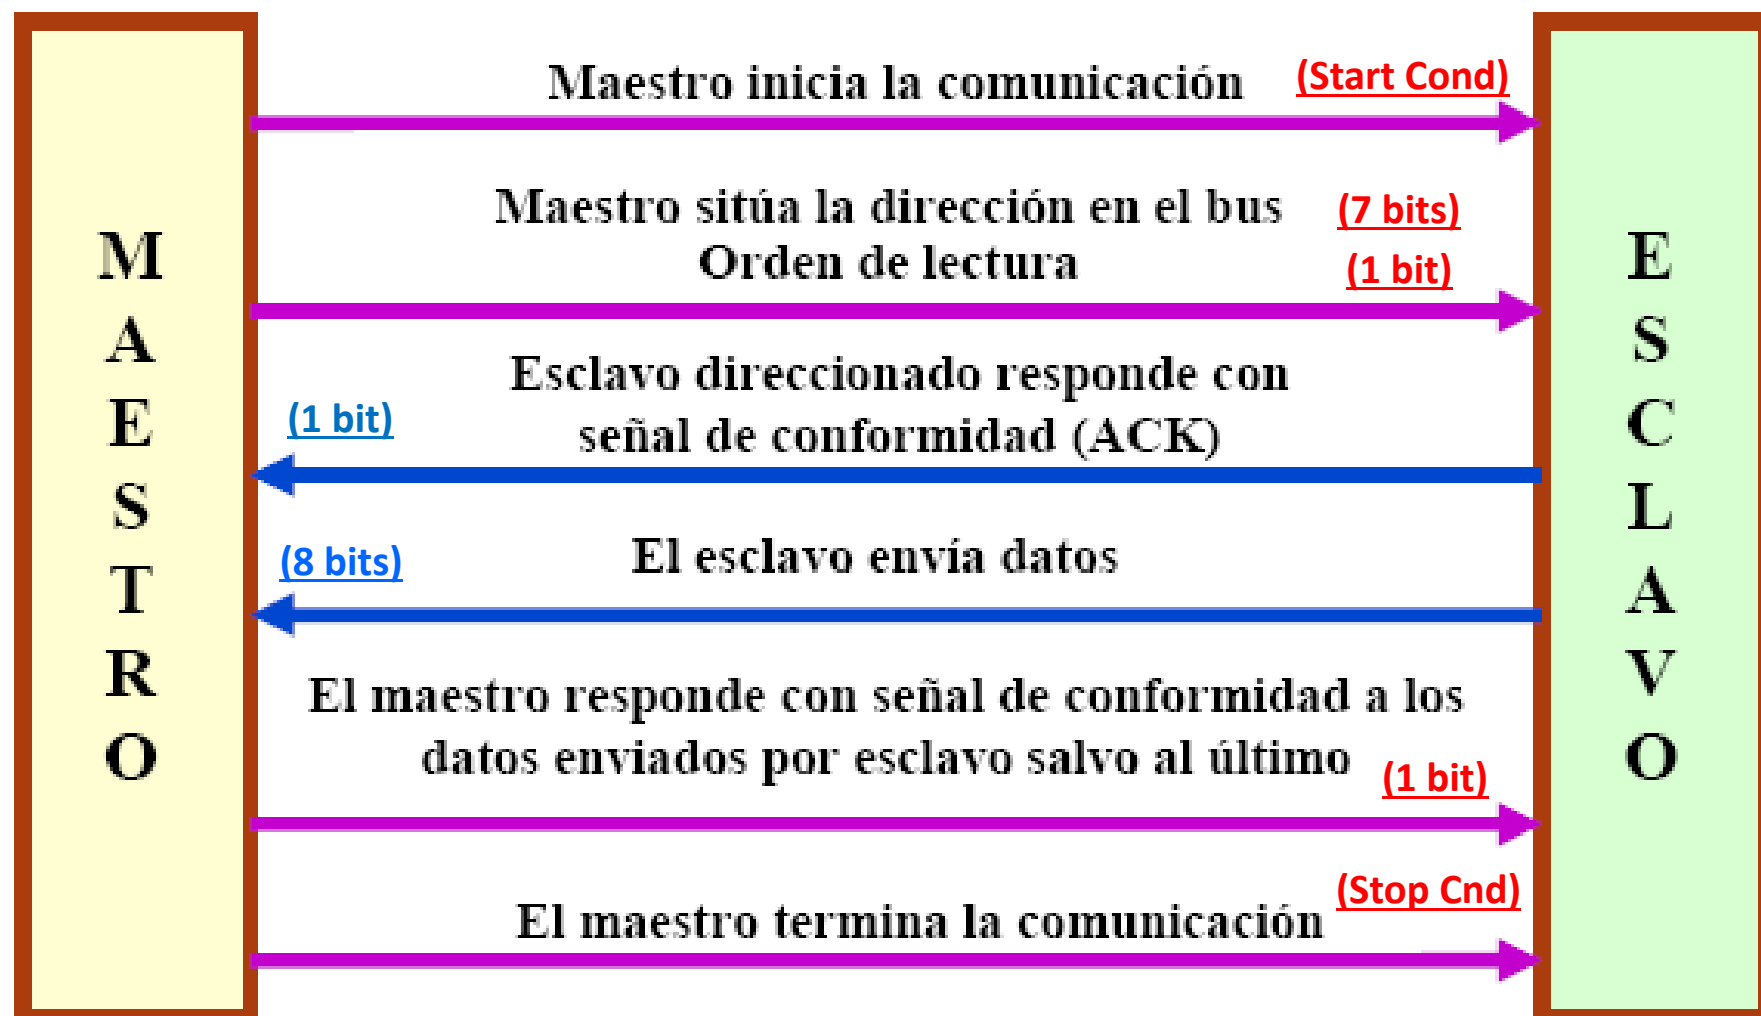 MAESTRO
Maestro inicia la comunicación (Start Cond)
Maestro sitúa la dirección en el bus (7 bits)
Orden de lectura (1 bit)
Esclavo direccionado responde con
(1 bit) señal de conformidad (ACK)
(8 bits) El esclavo envía datos
El maestro responde con señal de conformidad a los
datos enviados por esclavo salvo al último (1 bit)
El maestro termina la comunicación (Stop Cnd)
ESCLAVO